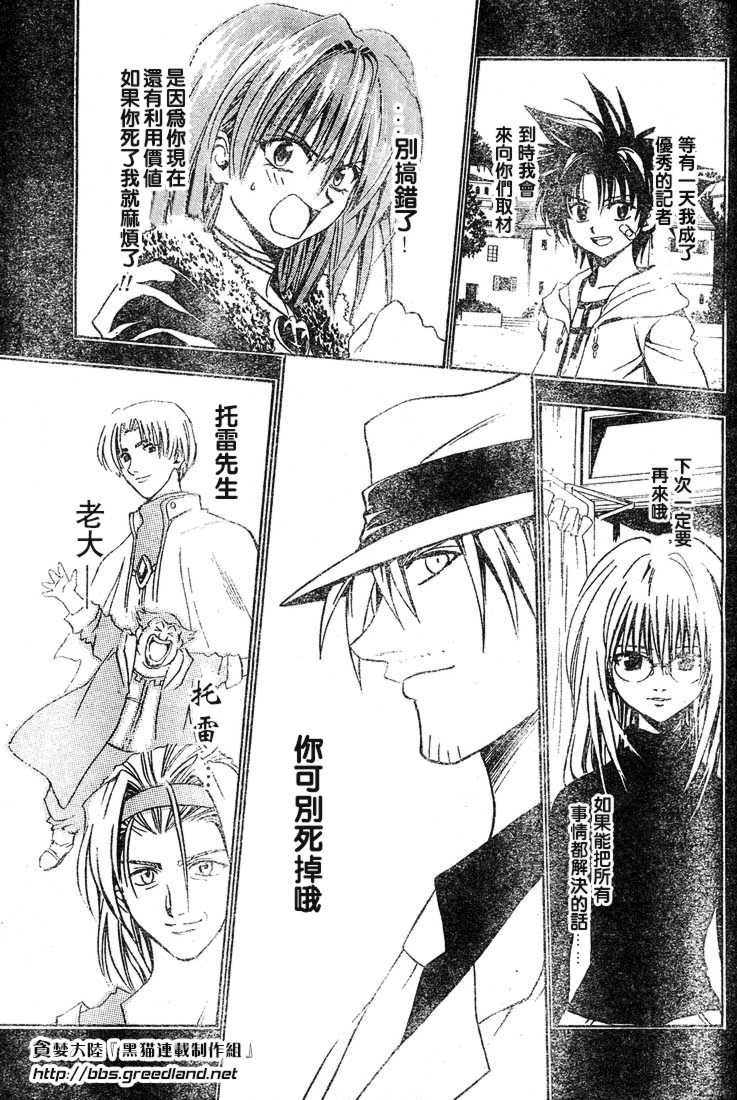 等有一天我成了
優秀的記者
到時我會
來向你們取材
……別搞錯了!
是因為你現在
還有利用價值
如果你死了我就麻煩了!!
下次一定要
再來哦
如果能把所有
事情都解決的話……
你可別死掉哦
托雷先生
老大——
托雷……
貪婪大陸『黑猫連載制作組』
http://bbs.greedland.net